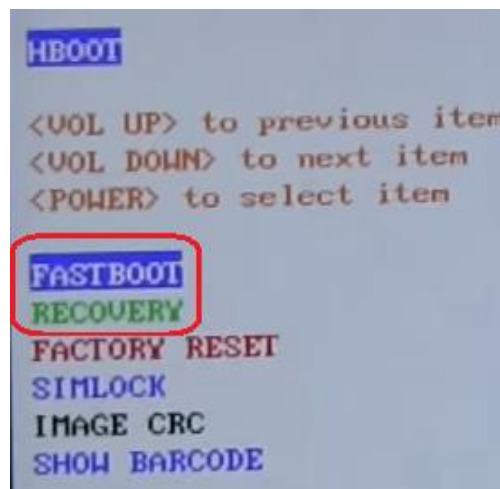 HBOOT
<VOL UP> to previous item
<VOL DOWN> to next item
<POWER> to select item
FASTBOOT
RECOVERY
FACTORY RESET
SIMLOCK
IMAGE CRC
SHOW BARCODE